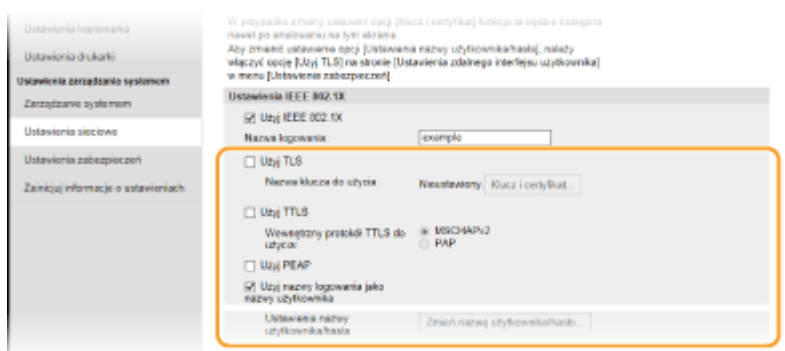 Ustawienia kopiowania
Ustawienia drukarki
Ustawienia zarządzania systemem
Zarządzanie systemem
Ustawienia sieciowe
Ustawienia zabezpieczeń
Zainicjuj informacje o ustawieniach
W przypadku zmiany ustawień opcji [Klucz i certyfikat] funkcja ta będzie dostępna
nawet po anulowaniu na tym ekranie.
Aby zmienić ustawienie opcji [Ustawienia nazwy użytkownika/hasła], należy
włączyć opcję [Użyj TLS] na stronie [Ustawienia zdalnego interfejsu użytkownika]
w menu [Ustawienia zabezpieczeń].
Ustawienia IEEE 802.1X
Użyj IEEE 802.1X
Nazwa logowania: example
Użyj TLS
Nazwa klucza do użycia: Nieustawiony. Klucz i certyfikat...
Użyj TTLS
Wewnętrzny protokół TTLS do
użycia:
MSCHAPv2
PAP
Użyj PEAP
Użyj nazwy logowania jako
nazwy użytkownika
Ustawienia nazwy
użytkownika/hasła
Zmień nazwę użytkownika/hasło...